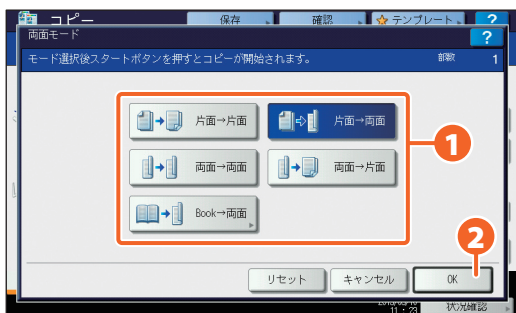 コピー 保存 確認 テンプレート ?
両面モード ?
モード選択後スタートボタンを押すとコピーが開始されます。 部数 1
片面→片面 片面→両面
1
両面→両面 両面→片面
Book→両面
2
リセット キャンセル OK
11 : 23 状況確認